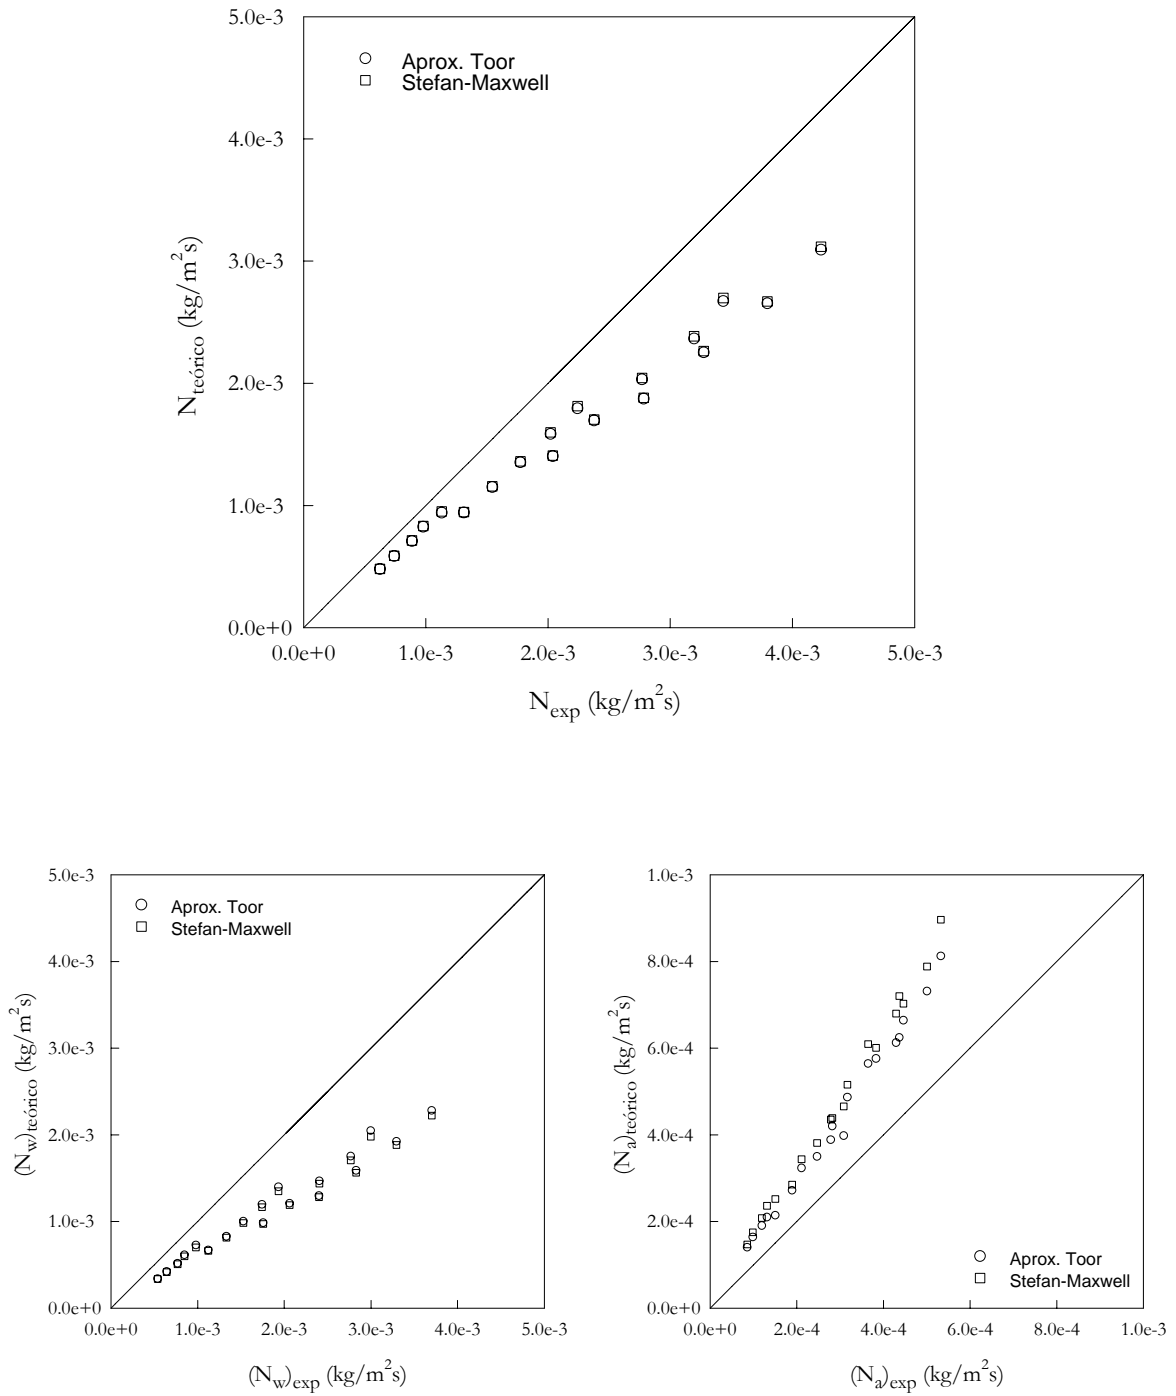 5.0e-3
Aprox. Toor
Stefan-Maxwell
4.0e-3
3.0e-3
2.0e-3
1.0e-3
0.0e+0
N_teórico (kg/m²s)
0.0e+0 1.0e-3 2.0e-3 3.0e-3 4.0e-3 5.0e-3
N_exp (kg/m²s)
5.0e-3
Aprox. Toor
Stefan-Maxwell
4.0e-3
3.0e-3
2.0e-3
1.0e-3
0.0e+0
(N_w)_teórico (kg/m²s)
0.0e+0 1.0e-3 2.0e-3 3.0e-3 4.0e-3 5.0e-3
(N_w)_exp (kg/m²s)
1.0e-3
8.0e-4
6.0e-4
4.0e-4
2.0e-4
0.0e+0
(N_a)_teórico (kg/m²s)
Aprox. Toor
Stefan-Maxwell
0.0e+0 2.0e-4 4.0e-4 6.0e-4 8.0e-4 1.0e-3
(N_a)_exp (kg/m²s)